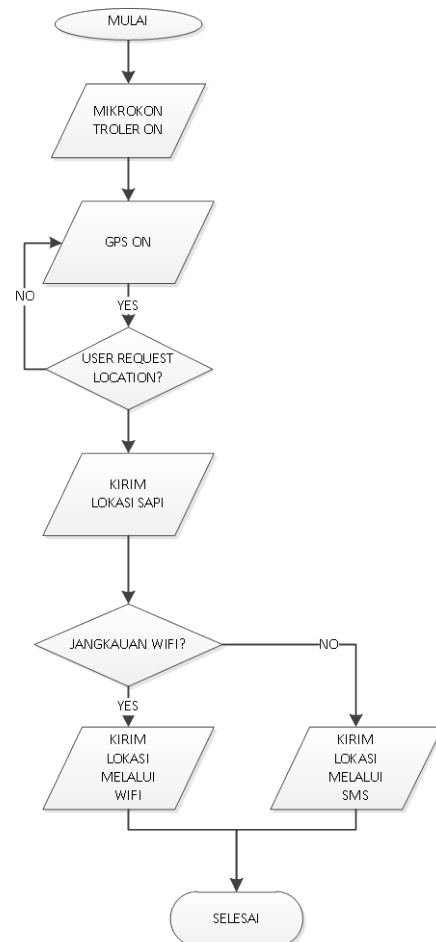 MULAI
MIKROKON
TROLER ON
GPS ON
NO
YES
USER REQUEST
LOCATION?
KIRIM
LOKASI SAPI
JANGKAUAN WIFI?
NO
YES
KIRIM
LOKASI
MELALUI
WIFI
KIRIM
LOKASI
MELALUI
SMS
SELESAI